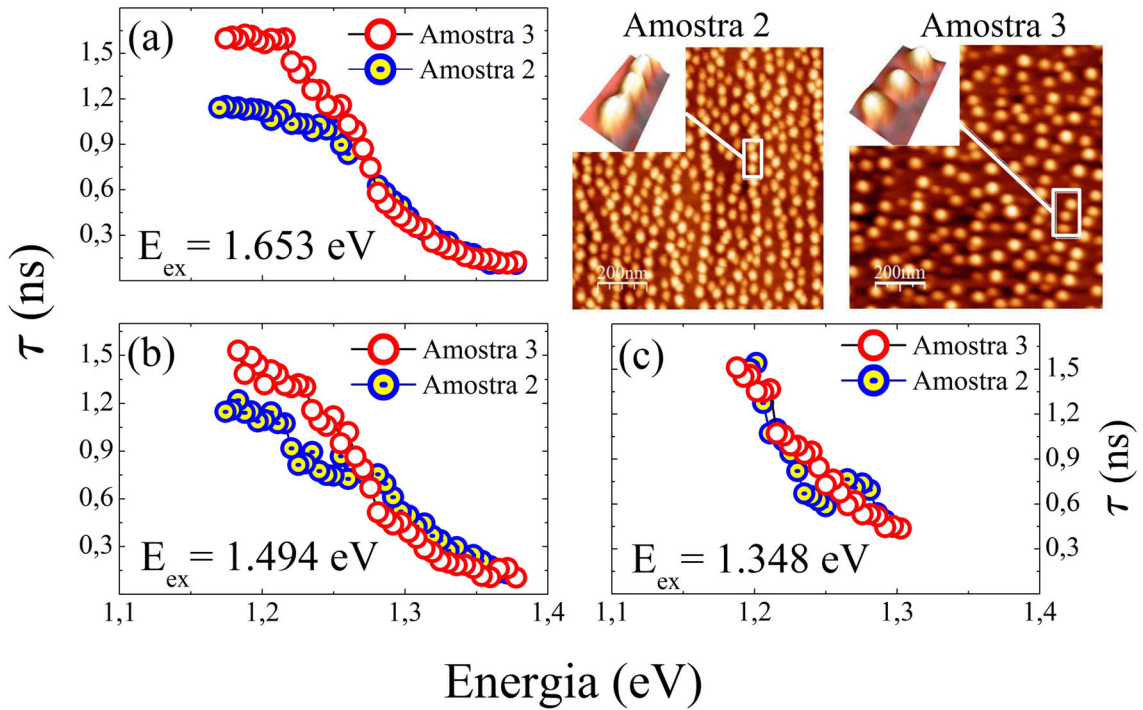 Amostra 2
Amostra 3
(a)
Amostra 3
Amostra 2
1,5
1,2
0,9
0,6
0,3
E_ex = 1.653 eV
200nm
200nm
τ (ns)
(b)
Amostra 3
Amostra 2
1,5
1,2
0,9
0,6
0,3
E_ex = 1.494 eV
1,1
1,2
1,3
1,4
(c)
Amostra 3
Amostra 2
1,5
1,2
0,9
0,6
0,3
τ (ns)
E_ex = 1.348 eV
1,1
1,2
1,3
1,4
Energia (eV)